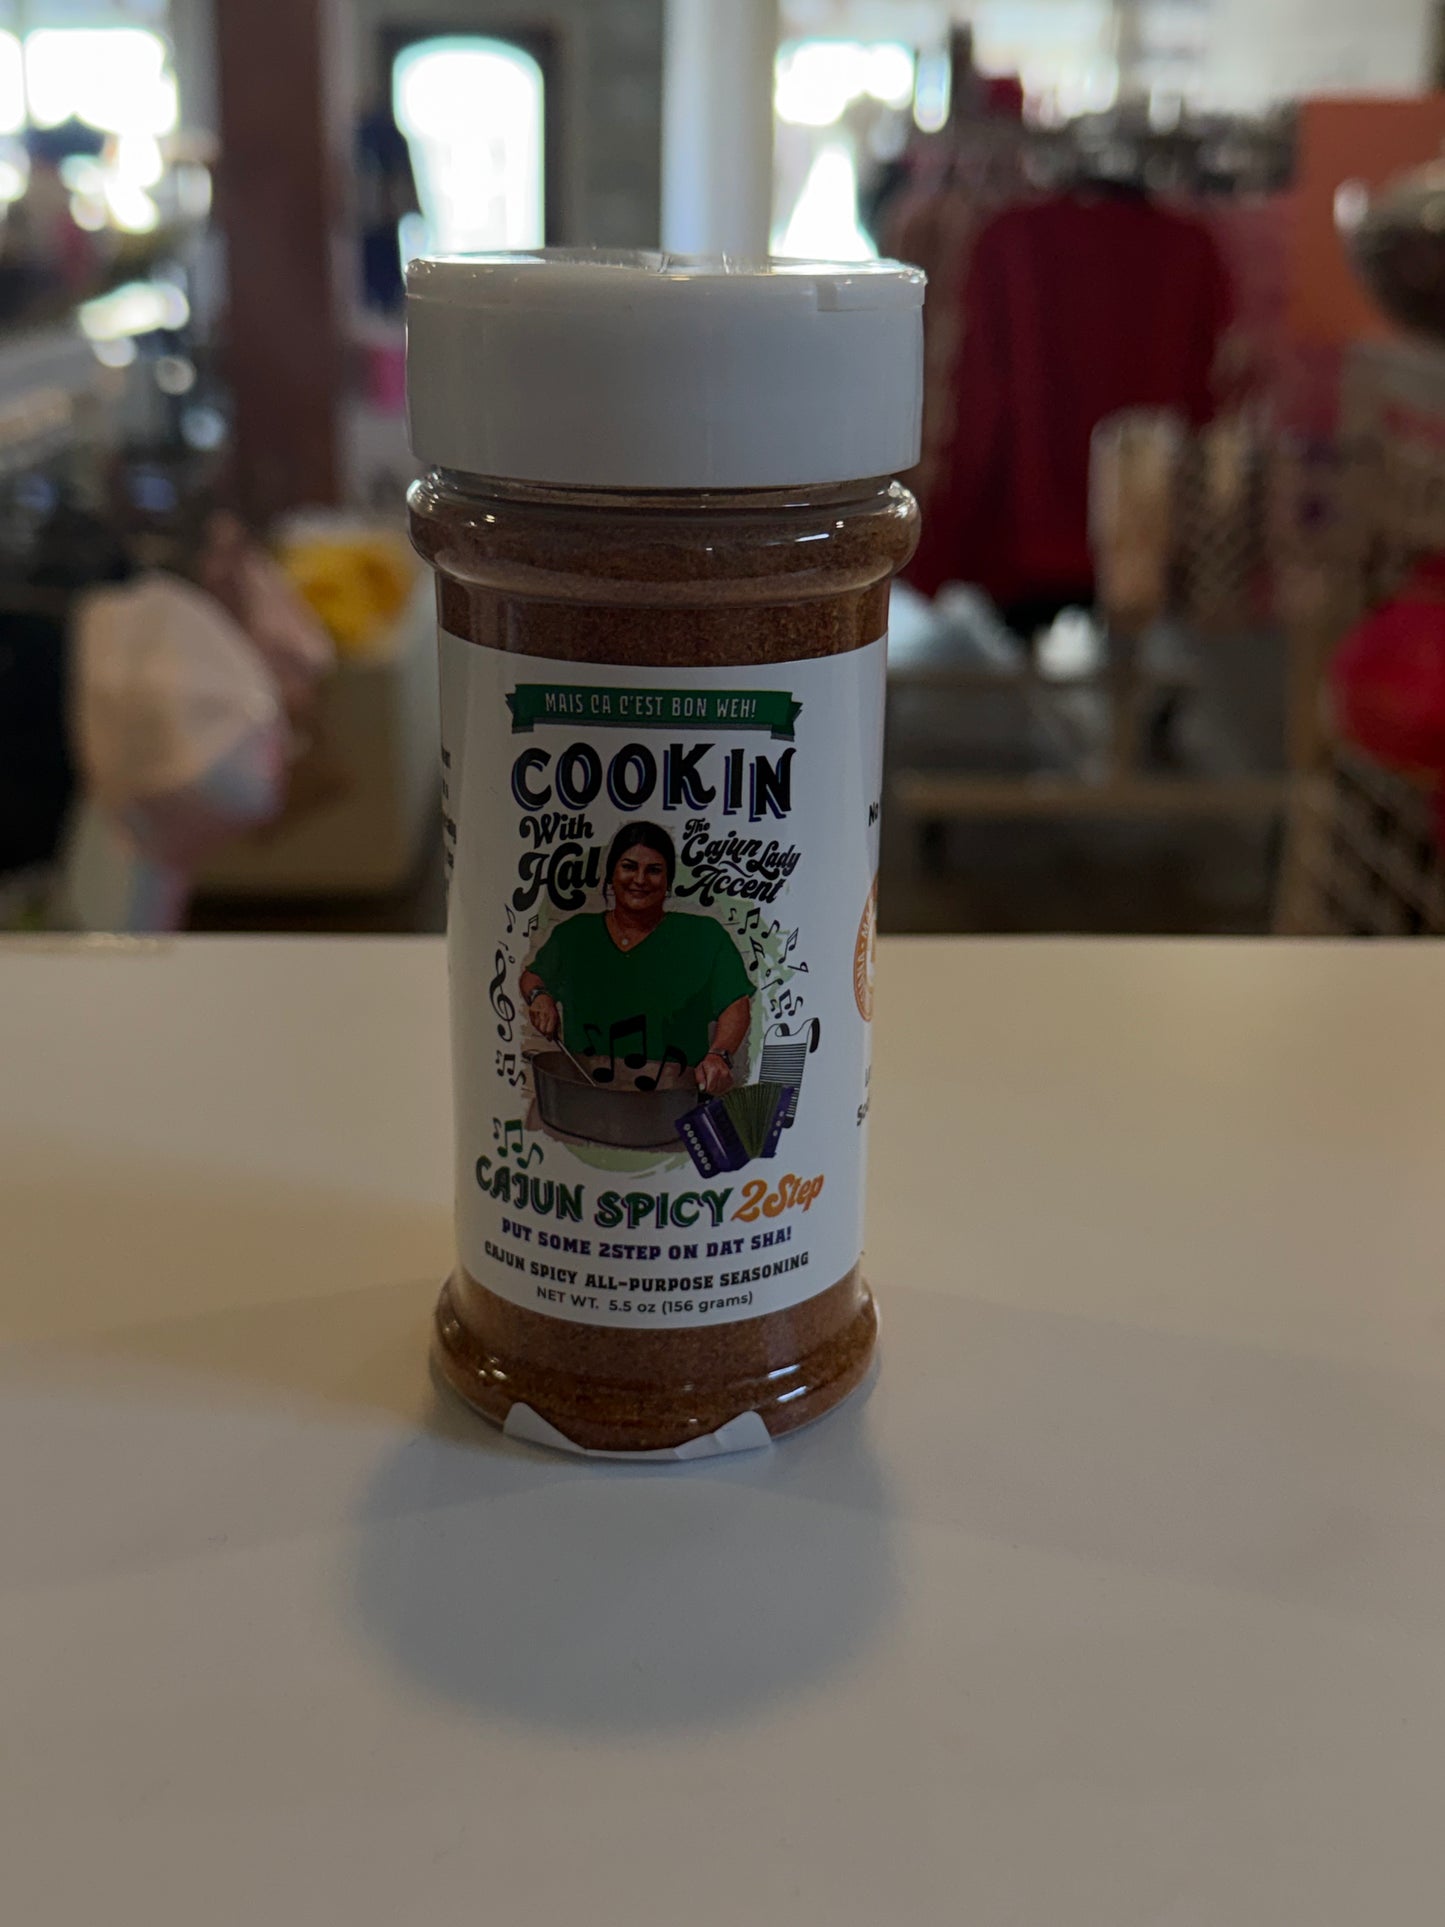 MAIS CA C'EST BON WEH!
COOKIN
With
Hal
The
Cajun Lady
Accent
CAJUN SPICY 2Step
PUT SOME 2STEP ON DAT SHA!
CAJUN SPICY ALL-PURPOSE SEASONING
NET WT. 5.5 oz (156 grams)